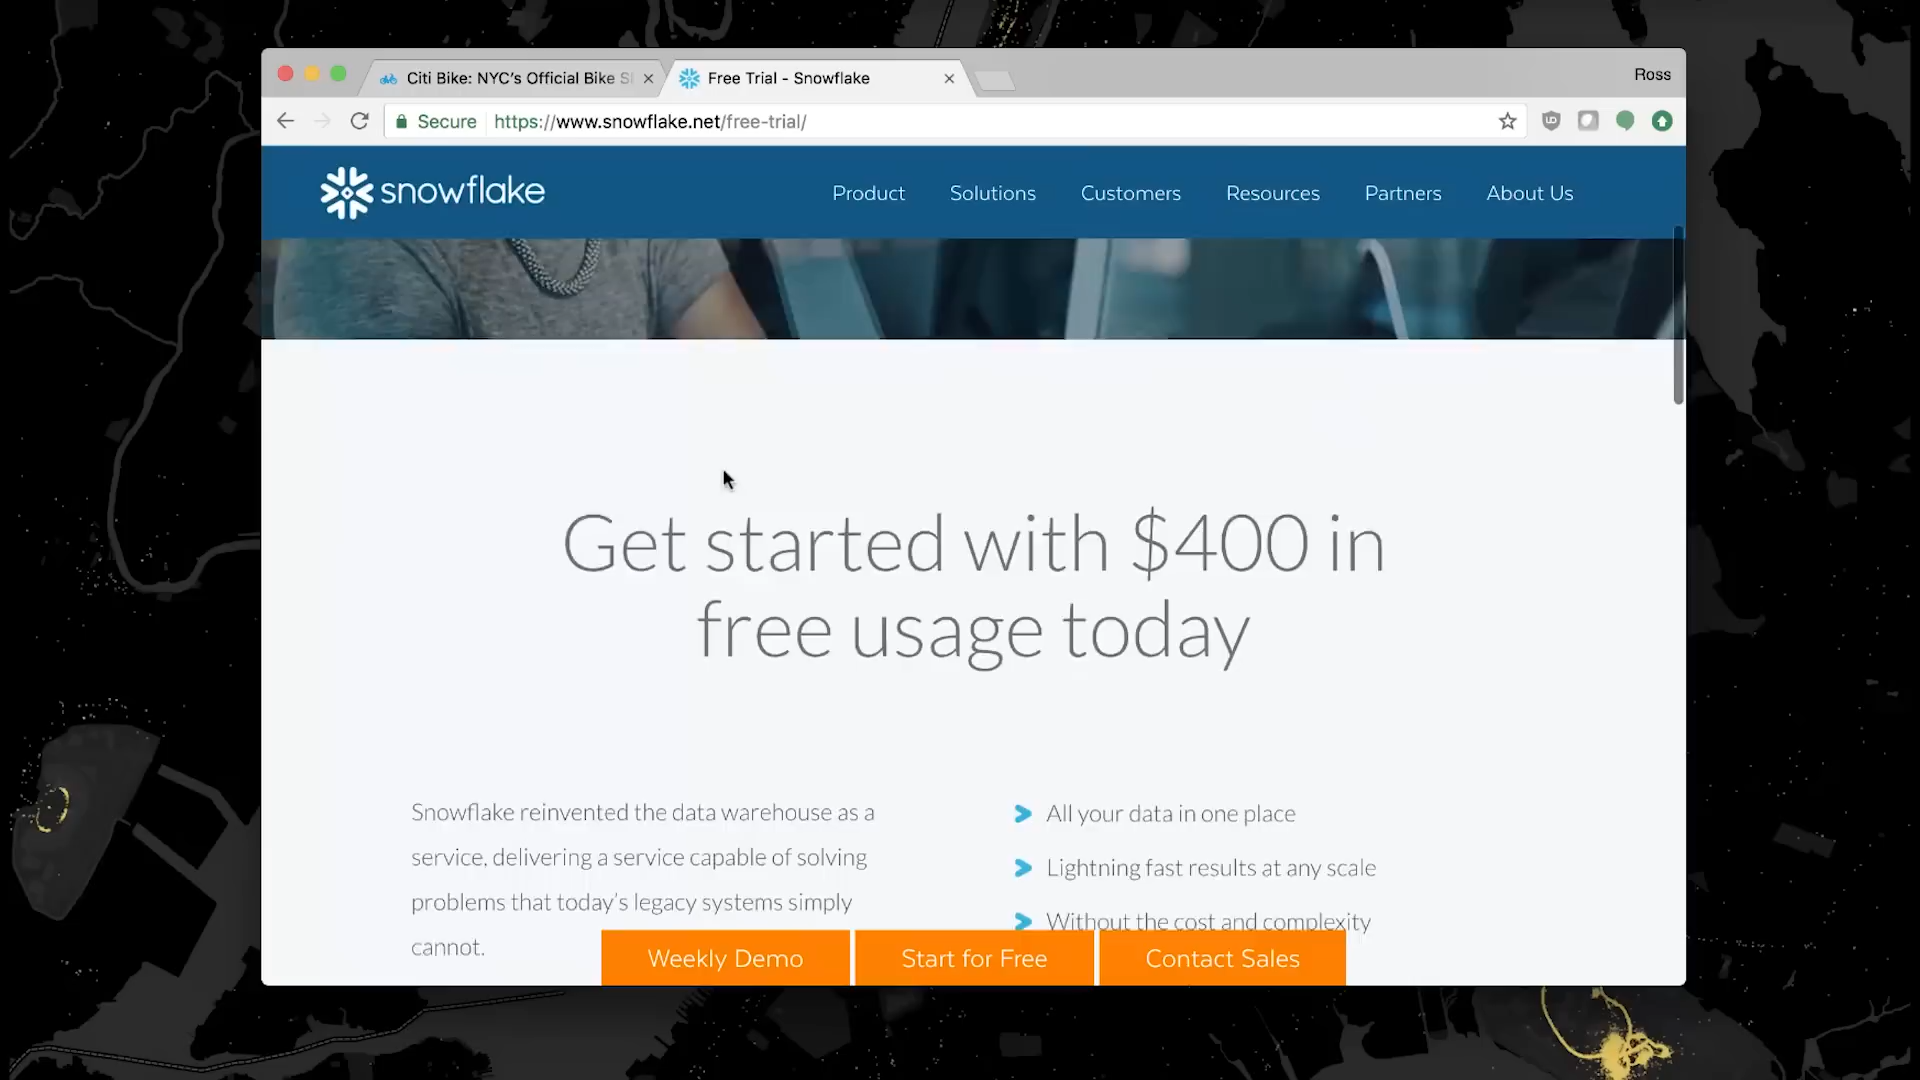 Citi Bike: NYC's Official Bike S
Free Trial - Snowflake
Ross
Secure
https://www.snowflake.net/free-trial/
snowflake
Product
Solutions
Customers
Resources
Partners
About Us
Get started with $400 in
free usage today
Snowflake reinvented the data warehouse as a
service, delivering a service capable of solving
problems that today's legacy systems simply
cannot.
All your data in one place
Lightning fast results at any scale
Without the cost and complexity
Weekly Demo
Start for Free
Contact Sales